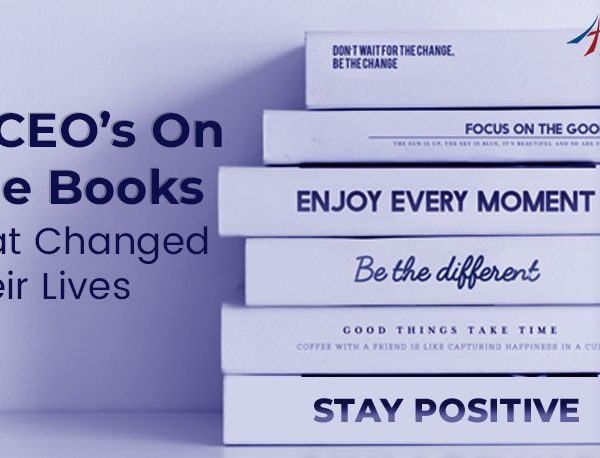 CEO's On
e Books
at Changed
eir Lives
DON'T WAIT FOR THE CHANGE,
BE THE CHANGE
FOCUS ON THE GOO
THE SUN IS UP, THE SKY IS BLUE, IT'S BEAUTIFUL AND SO ARE Y
ENJOY EVERY MOMENT
Be the different
GOOD THINGS TAKE TIME
COFFEE WITH A FRIEND IS LIKE CAPTURING HAPPINESS IN A CU
STAY POSITIVE